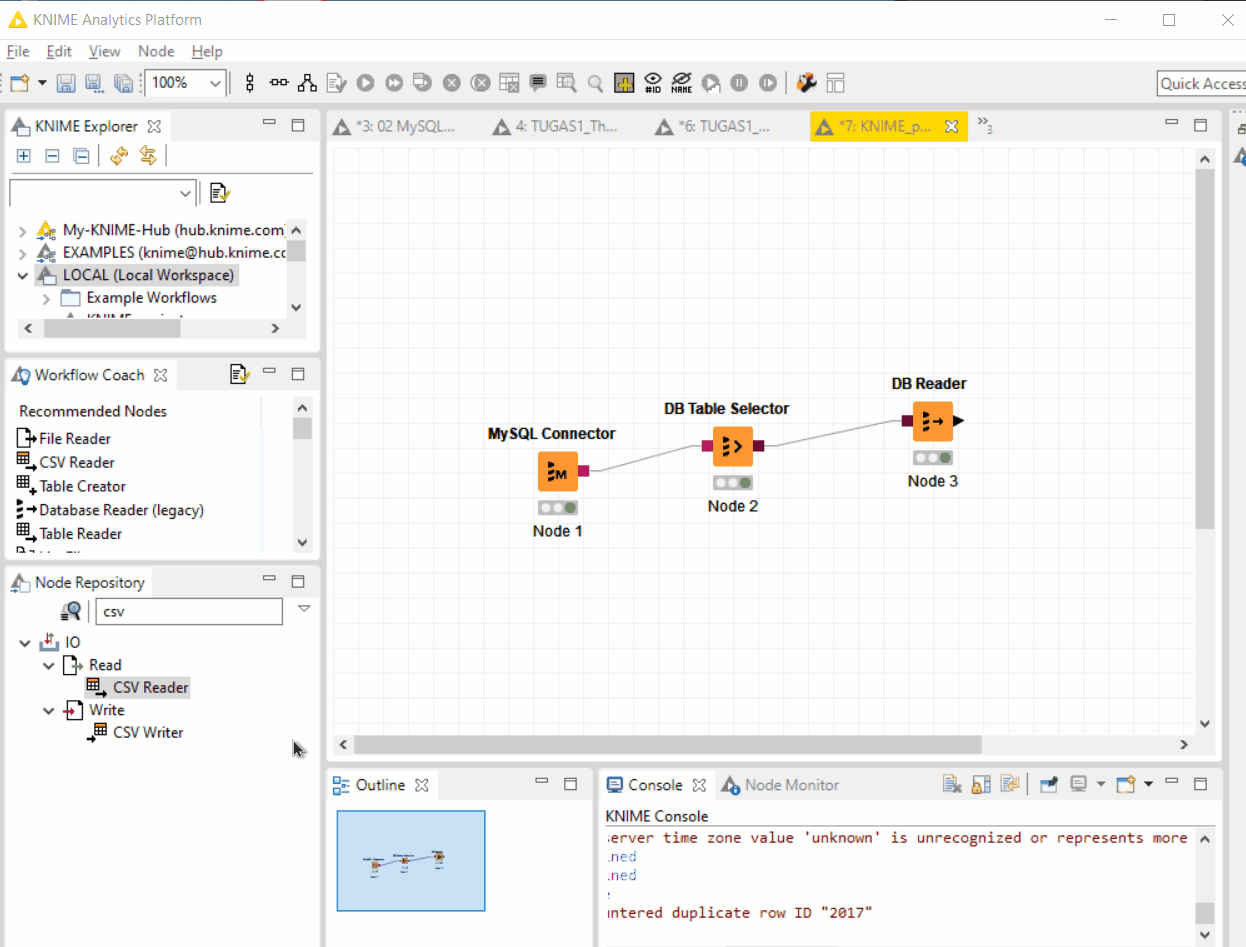 KNIME Analytics Platform
File Edit View Node Help
100%
#ID
NAME
Quick Access
KNIME Explorer
My-KNIME-Hub (hub.knime.com)
EXAMPLES (knime@hub.knime.cc
LOCAL (Local Workspace)
Example Workflows
*3: 02 MySQL...
4: TUGAS1_Th...
*6: TUGAS1_...
*7: KNIME_p...
3
Workflow Coach
Recommended Nodes
File Reader
CSV Reader
Table Creator
Database Reader (legacy)
Table Reader
Node Repository
csv
IO
Read
CSV Reader
Write
CSV Writer
MySQL Connector
M
Node 1
DB Table Selector
Node 2
DB Reader
Node 3
Outline
Console
Node Monitor
KNIME Console
server time zone value 'unknown' is unrecognized or represents more
.ned
.ned
untered duplicate row ID "2017"